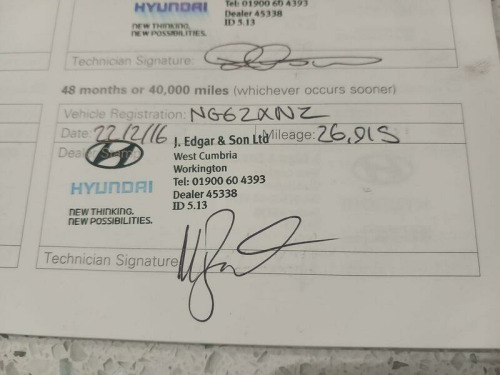 HYUNDAI
Tel: 01900 60 4393
Dealer 45338
ID 5.13
NEW THINKING.
NEW POSSIBILITIES.
Technician Signature:
48 months or 40,000 miles (whichever occurs sooner)
Vehicle Registration: NG62XNZ
Date: 22/2/16 Mileage: 26,915
Dealer Stamp
J. Edgar & Son Ltd
West Cumbria
Workington
Tel: 01900 60 4393
Dealer 45338
ID 5.13
HYUNDAI
NEW THINKING.
NEW POSSIBILITIES.
Technician Signature